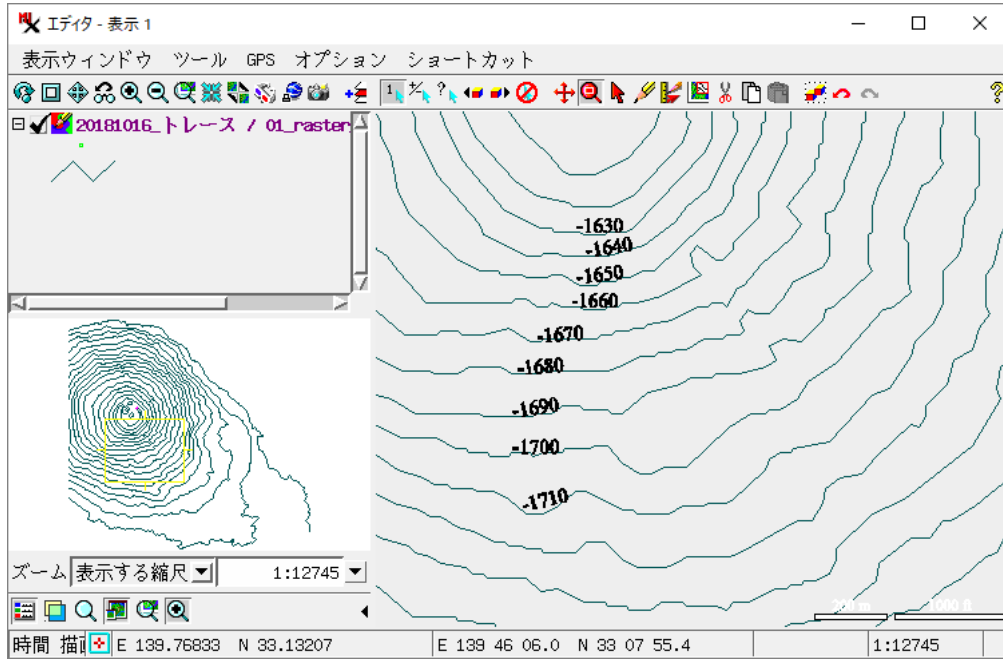 エディタ - 表示 1
表示ウィンドウ ツール GPS オプション ショートカット
20181016_トレース / 01_raster
-1630
-1640
-1650
-1660
-1670
-1680
-1690
-1700
-1710
200 m 1000 ft
ズーム 表示する縮尺 1:12745
時間 描画 E 139.76833 N 33.13207 E 139 46 06.0 N 33 07 55.4 1:12745